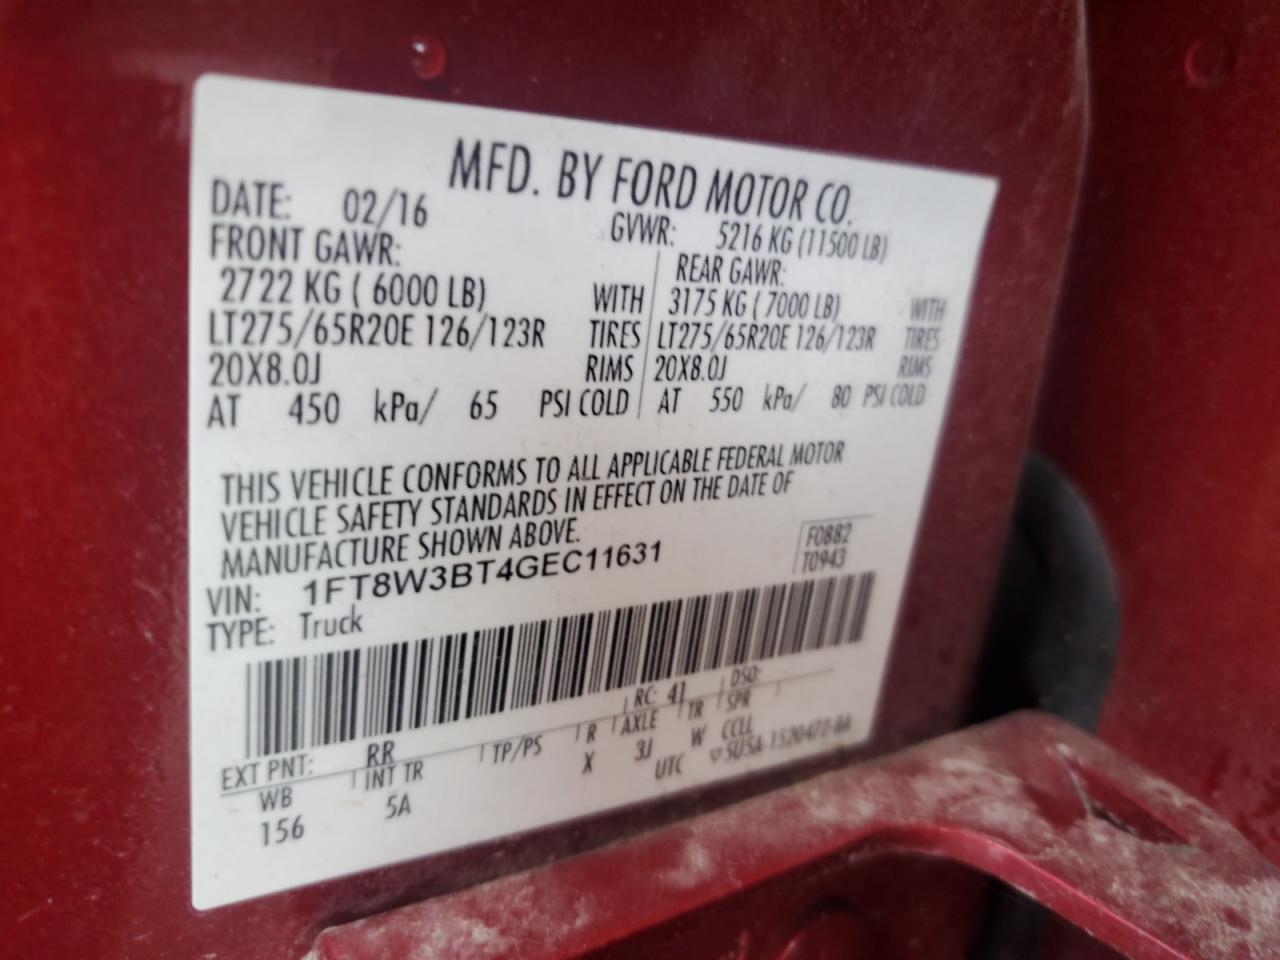 MFD. BY FORD MOTOR CO.
DATE: 02/16 GVWR: 5216 KG (11500 LB)
FRONT GAWR: REAR GAWR:
2722 KG ( 6000 LB) WITH 3175 KG ( 7000 LB) WITH
LT275/65R20E 126/123R TIRES LT275/65R20E 126/123R TIRES
20X8.0J RIMS 20X8.0J RIMS
AT 450 kPa/ 65 PSI COLD AT 550 kPa/ 80 PSI COLD
THIS VEHICLE CONFORMS TO ALL APPLICABLE FEDERAL MOTOR
VEHICLE SAFETY STANDARDS IN EFFECT ON THE DATE OF
MANUFACTURE SHOWN ABOVE.
F0882
T0943
VIN: 1FT8W3BT4GEC11631
TYPE: Truck
EXT PNT: RR RC: 41 DSO:
WB INT TR TP/PS R AXLE TR SPR
156 5A X 3J W CCLL
UTC ▽SU5A-1520472-AA